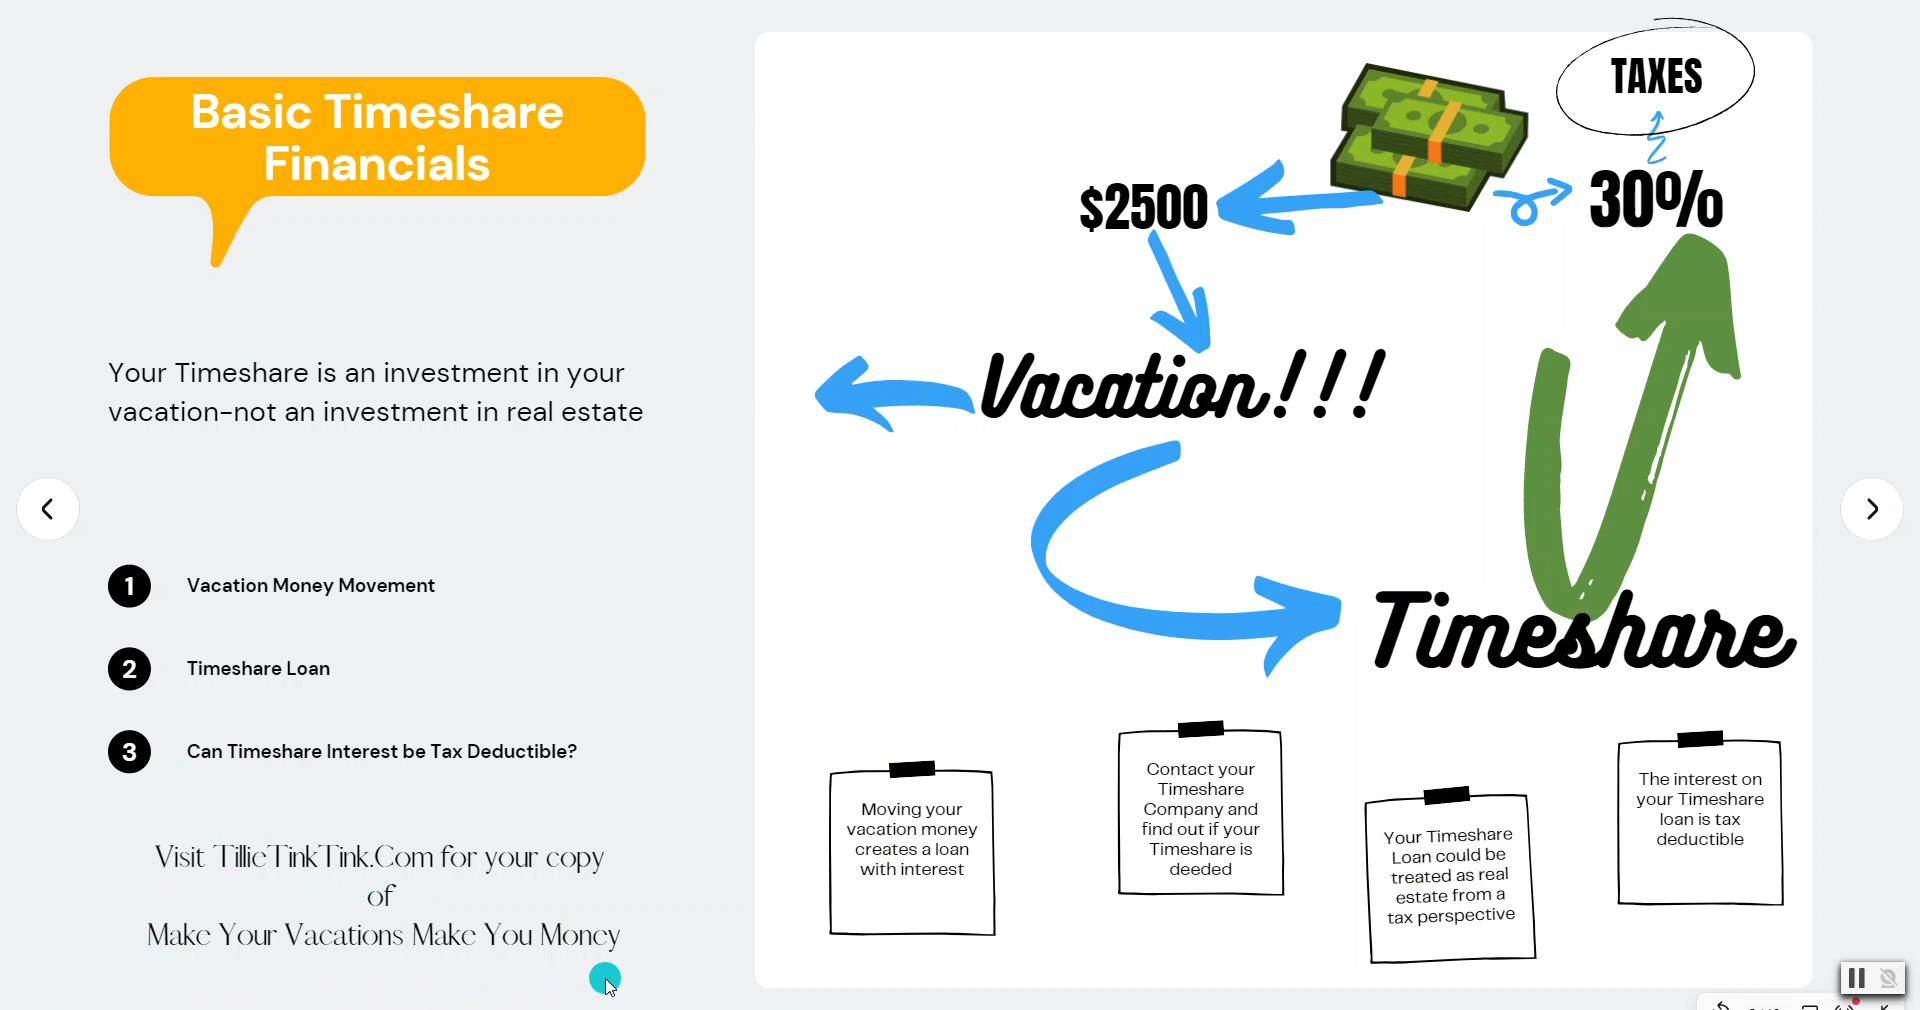 Basic Timeshare
Financials
Your Timeshare is an investment in your
vacation-not an investment in real estate
1 Vacation Money Movement
2 Timeshare Loan
3 Can Timeshare Interest be Tax Deductible?
Visit TillieTinkTink.Com for your copy
of
Make Your Vacations Make You Money
TAXES
$2500
30%
Vacation!!!
Timeshare
Moving your
vacation money
creates a loan
with interest
Contact your
Timeshare
Company and
find out if your
Timeshare is
deeded
Your Timeshare
Loan could be
treated as real
estate from a
tax perspective
The interest on
your Timeshare
loan is tax
deductible